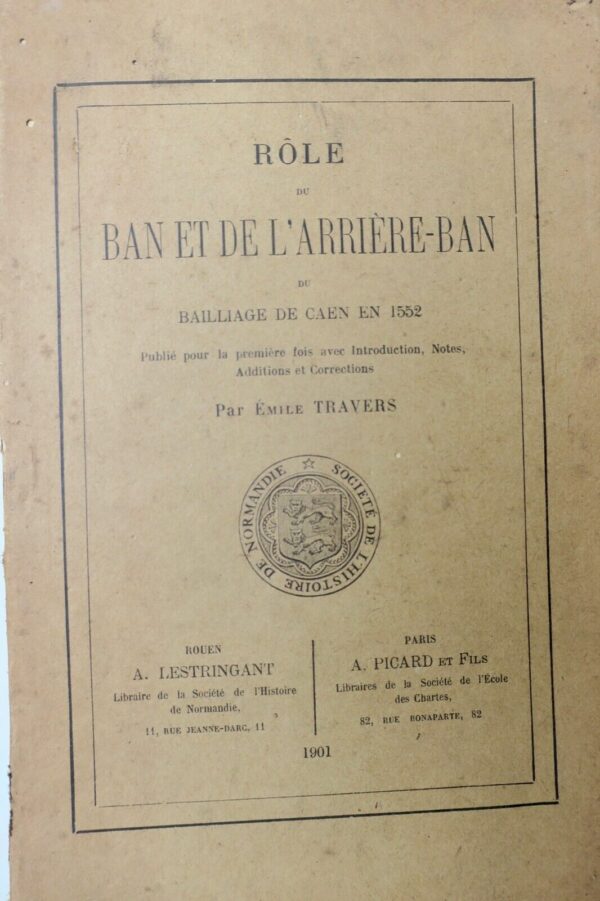 RÔLE
DU
BAN ET DE L'ARRIÈRE-BAN
DU
BAILLIAGE DE CAEN EN 1552
Publié pour la première fois avec Introduction, Notes,
Additions et Corrections
Par ÉMILE TRAVERS
SOCIÉTÉ DE L'HISTOIRE DE NORMANDIE
ROUEN
A. LESTRINGANT
Libraire de la Société de l'Histoire
de Normandie,
11, RUE JEANNE-DARC, 11
PARIS
A. PICARD ET FILS
Libraires de la Société de l'École
des Chartes,
82, RUE BONAPARTE, 82
1901